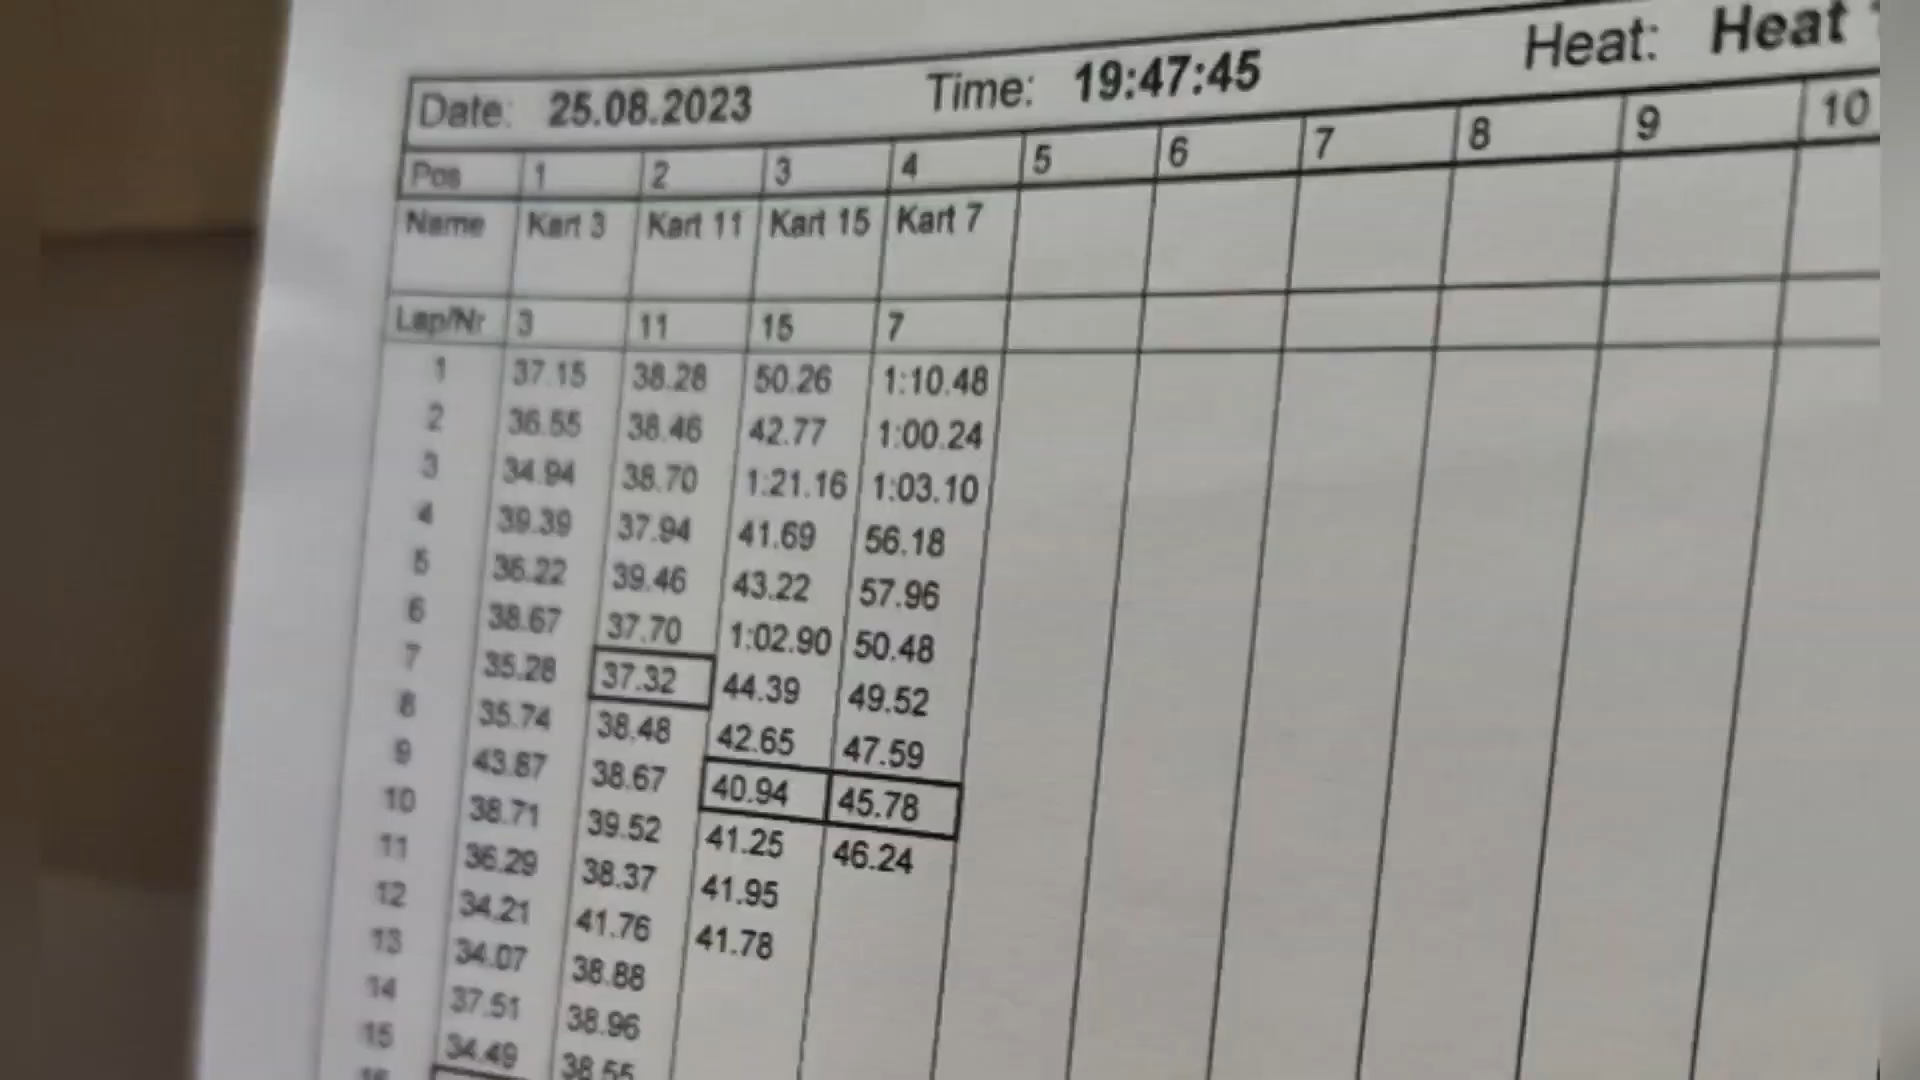 Date: 25.08.2023 Time: 19:47:45 Heat: Heat
Pos 1 2 3 4 5 6 7 8 9 10
Name Kart 3 Kart 11 Kart 15 Kart 7
Lap/Nr 3 11 15 7
1 37.15 38.28 50.26 1:10.48
2 36.55 38.46 42.77 1:00.24
3 34.94 38.70 1:21.16 1:03.10
4 39.39 37.94 41.69 56.18
5 36.22 39.46 43.22 57.96
6 38.67 37.70 1:02.90 50.48
7 35.28 37.32 44.39 49.52
8 35.74 38.48 42.65 47.59
9 43.87 38.67 40.94 45.78
10 38.71 39.52 41.25 46.24
11 36.29 38.37 41.95
12 34.21 41.76 41.78
13 34.07 38.88
14 37.51 38.96
15 34.49 38.55